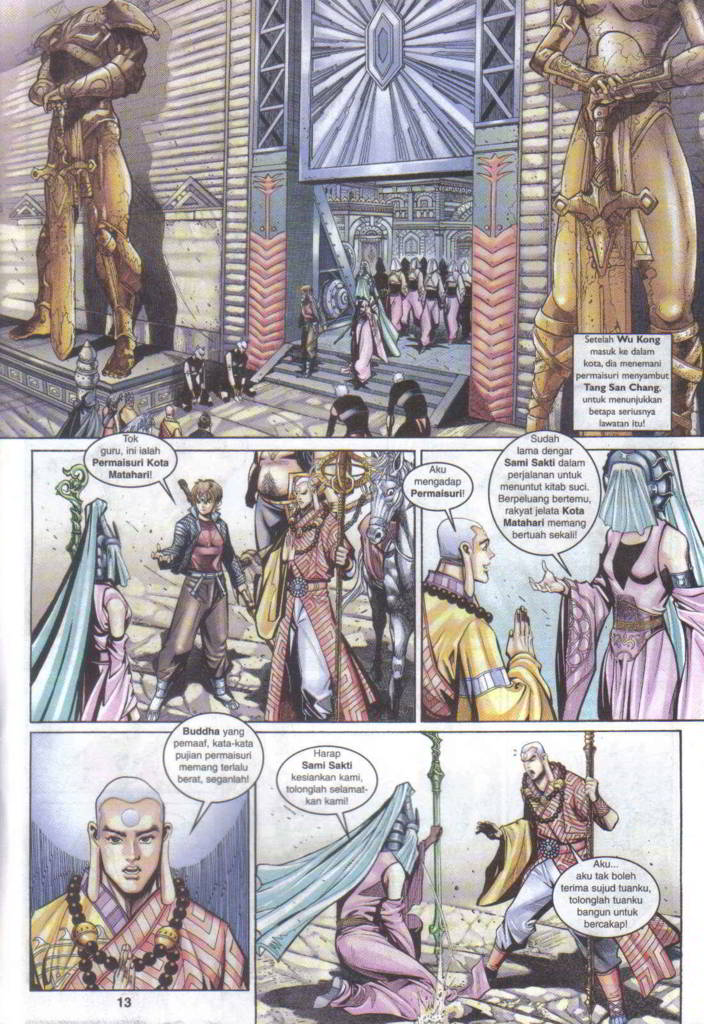 Setelah Wu Kong
masuk ke dalam
kota, dia menemani
permaisuri menyambut
Tang San Chang,
untuk menunjukkan
betapa seriusnya
lawatan itu!
Tok
guru, ini ialah
Permaisuri Kota
Matahari!
Aku
mengadap
Permaisuri!
Sudah
lama dengar
Sami Sakti dalam
perjalanan untuk
menuntut kitab suci.
Berpeluang bertemu,
rakyat jelata Kota
Matahari memang
bertuah sekali!
Buddha yang
pemaaf, kata-kata
pujian permaisuri
memang terlalu
berat, seganlah!
Harap
Sami Sakti
kesiankan kami,
tolonglah selamat-
kan kami!
Aku...
aku tak boleh
terima sujud tuanku,
tolonglah tuanku
bangun untuk
bercakap!
13